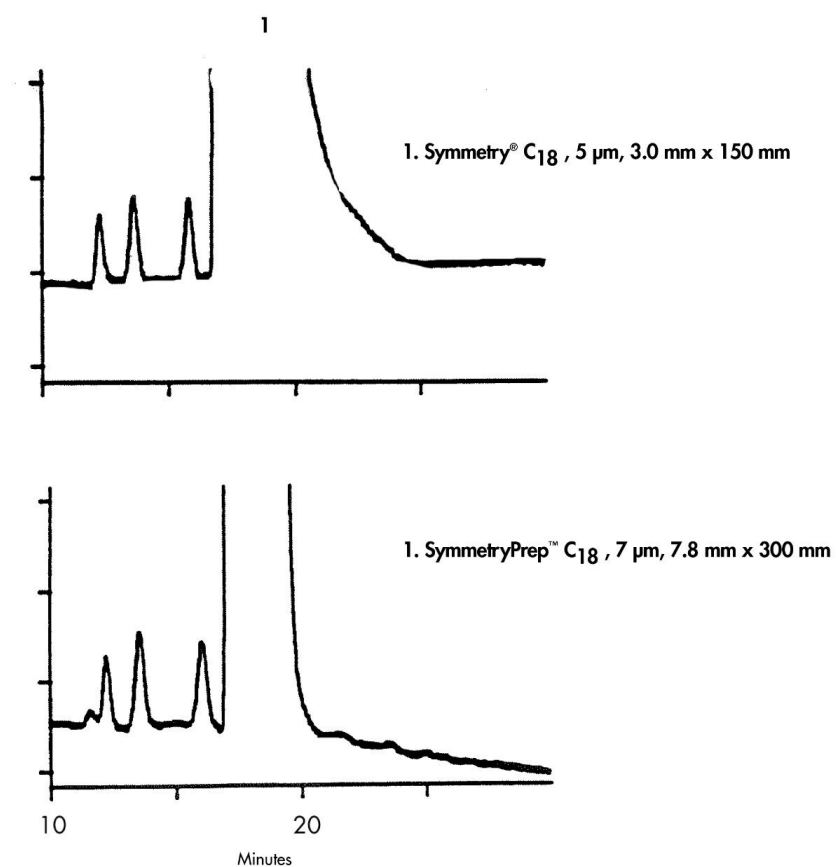 1
1. Symmetry® C18 , 5 µm, 3.0 mm x 150 mm
1. SymmetryPrep™ C18 , 7 µm, 7.8 mm x 300 mm
10 20
Minutes